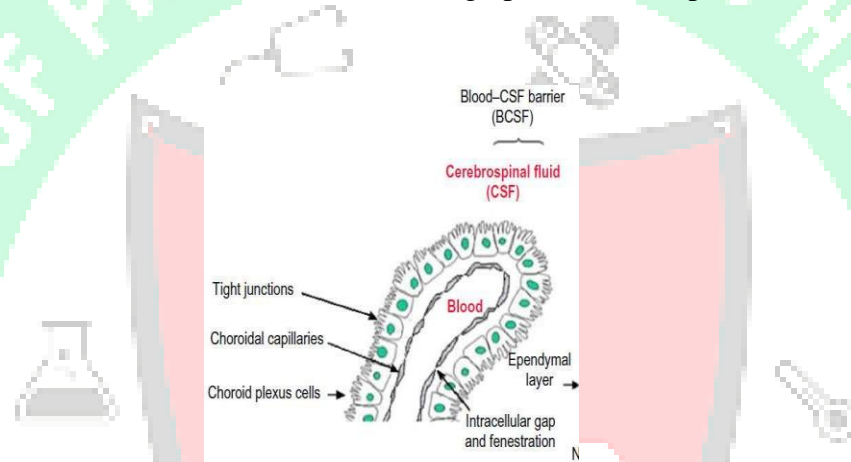 Blood–CSF barrier
(BCSF)
Cerebrospinal fluid
(CSF)
Tight junctions
Blood
Choroidal capillaries
Ependymal
layer
Choroid plexus cells
Intracellular gap
and fenestration
N